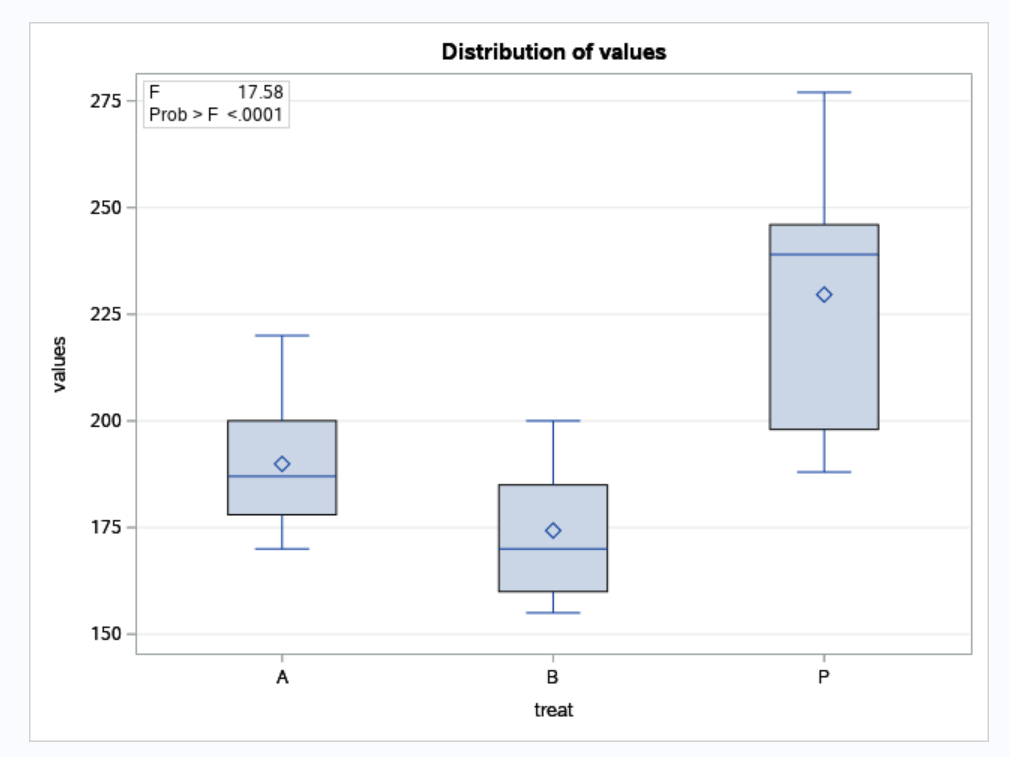 Distribution of values
F 17.58
Prob > F <.0001
275
250
225
200
175
150
values
A B P
treat